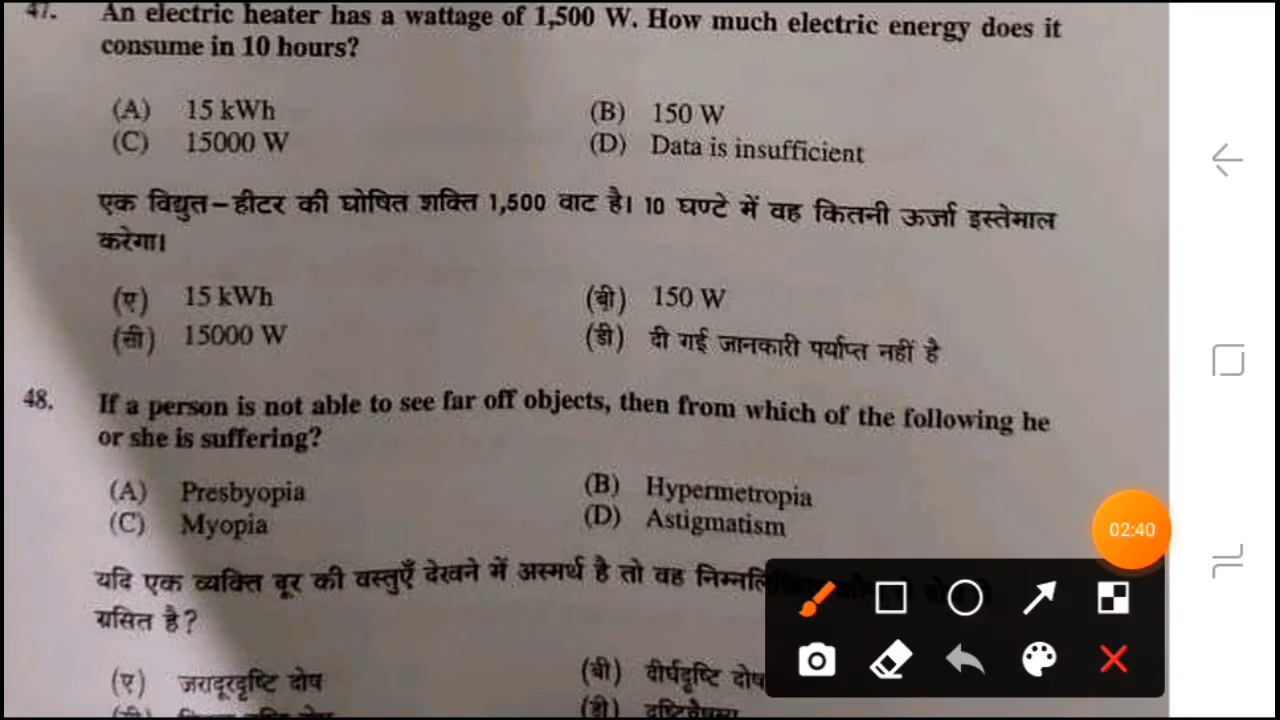 47. An electric heater has a wattage of 1,500 W. How much electric energy does it
consume in 10 hours?
(A) 15 kWh (B) 150 W
(C) 15000 W (D) Data is insufficient
एक विद्युत-हीटर की घोषित शक्ति 1,500 वाट है। 10 घण्टे में वह कितनी ऊर्जा इस्तेमाल
करेगा।
(ए) 15 kWh (बी) 150 W
(सी) 15000 W (डी) दी गई जानकारी पर्याप्त नहीं है
48. If a person is not able to see far off objects, then from which of the following he
or she is suffering?
(A) Presbyopia (B) Hypermetropia
(C) Myopia (D) Astigmatism
यदि एक व्यक्ति दूर की वस्तुएँ देखने में अस्मर्थ है तो वह
ग्रसित है?
(ए) जरादूरदृष्टि दोष (बी) दीर्घदृष्टि दोष
(डी)
02:40